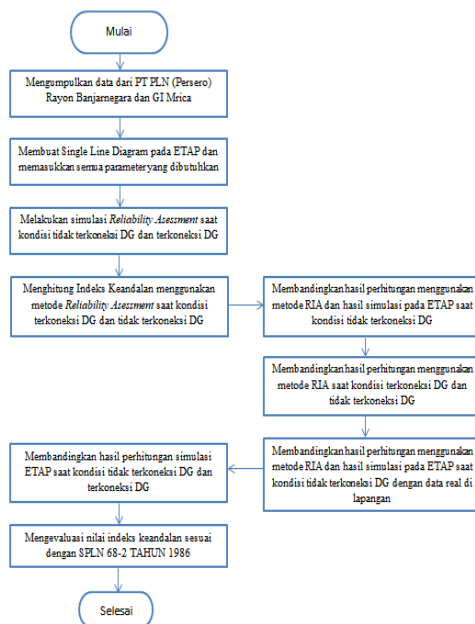 Mulai
Mengumpulkan data dari PT PLN (Persero)
Rayon Banjarnegara dan GI Mrica
Membuat Single Line Diagram pada ETAP dan
memasukkan semua parameter yang dibutuhkan
Melakukan simulasi Reliability Asessment saat
kondisi tidak terkoneksi DG dan terkoneksi DG
Menghitung Indeks Keandalan menggunakan
metode Reliability Asessment saat kondisi
terkoneksi DG dan tidak terkoneksi DG
Membandingkan hasil perhitungan menggunakan
metode RIA dan hasil simulasi pada ETAP saat
kondisi tidak terkoneksi DG
Membandingkan hasil perhitungan menggunakan
metode RIA saat kondisi terkoneksi DG dan
tidak terkoneksi DG
Membandingkan hasil perhitungan menggunakan
metode RIA dan hasil simulasi pada ETAP saat
kondisi tidak terkoneksi DG dengan data real di
lapangan
Membandingkan hasil perhitungan simulasi
ETAP saat kondisi tidak terkoneksi DG dan
terkoneksi DG
Mengevaluasi nilai indeks keandalan sesuai
dengan SPLN 68-2 TAHUN 1986
Selesai